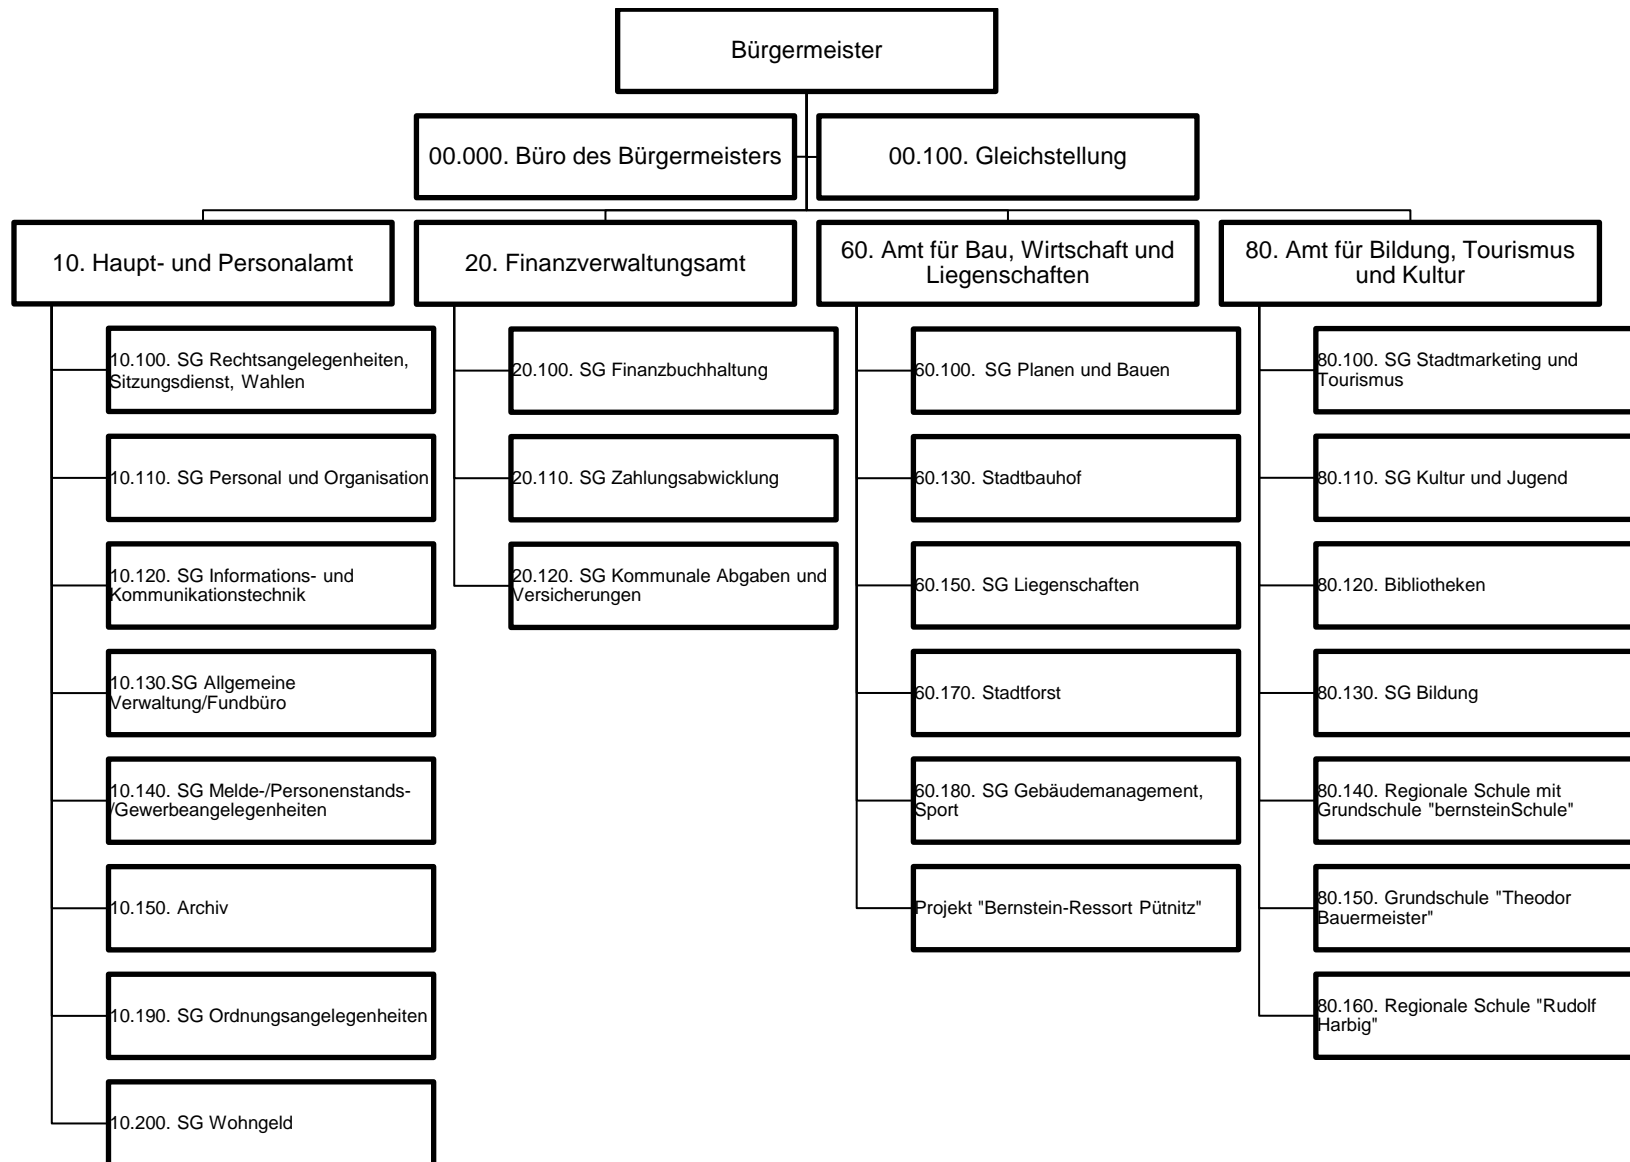 Bürgermeister
00.000. Büro des Bürgermeisters
00.100. Gleichstellung
10. Haupt- und Personalamt
10.100. SG Rechtsangelegenheiten,
Sitzungsdienst, Wahlen
10.110. SG Personal und Organisation
10.120. SG Informations- und
Kommunikationstechnik
10.130.SG Allgemeine
Verwaltung/Fundbüro
10.140. SG Melde-/Personenstands-
/Gewerbeangelegenheiten
10.150. Archiv
10.190. SG Ordnungsangelegenheiten
10.200. SG Wohngeld
20. Finanzverwaltungsamt
20.100. SG Finanzbuchhaltung
20.110. SG Zahlungsabwicklung
20.120. SG Kommunale Abgaben und
Versicherungen
60. Amt für Bau, Wirtschaft und
Liegenschaften
60.100. SG Planen und Bauen
60.130. Stadtbauhof
60.150. SG Liegenschaften
60.170. Stadtforst
60.180. SG Gebäudemanagement,
Sport
Projekt "Bernstein-Ressort Pütnitz"
80. Amt für Bildung, Tourismus
und Kultur
80.100. SG Stadtmarketing und
Tourismus
80.110. SG Kultur und Jugend
80.120. Bibliotheken
80.130. SG Bildung
80.140. Regionale Schule mit
Grundschule "bernsteinSchule"
80.150. Grundschule "Theodor
Bauermeister"
80.160. Regionale Schule "Rudolf
Harbig"